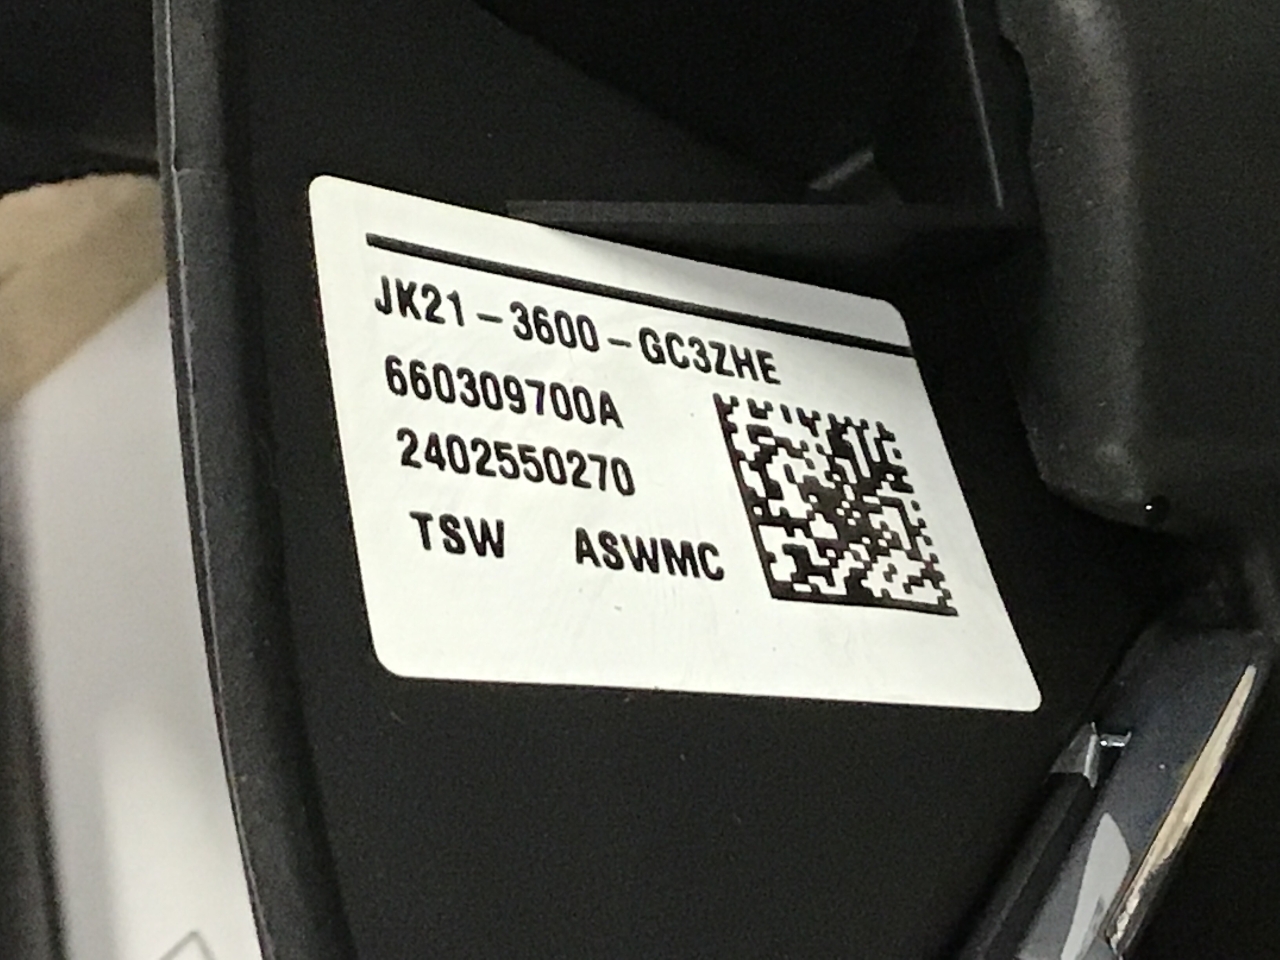 JK21-3600-GC3ZHE
660309700A
2402550270
TSW ASWMC